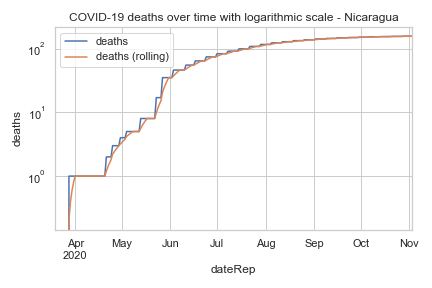 COVID-19 deaths over time with logarithmic scale - Nicaragua
deaths
deaths (rolling)
deaths
10²
10¹
10⁰
Apr May Jun Jul Aug Sep Oct Nov
2020
dateRep